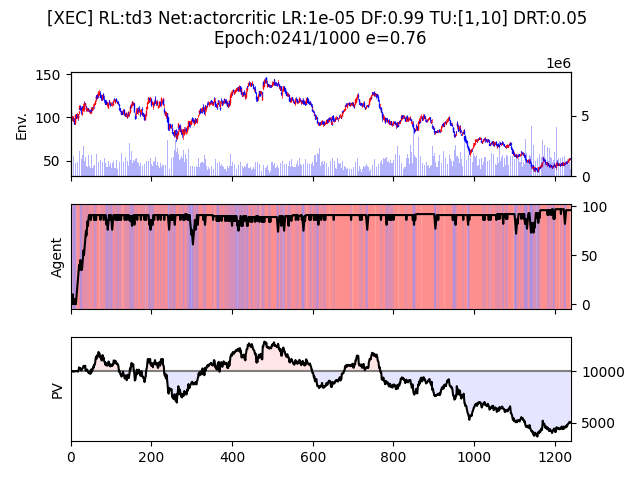 [XEC] RL:td3 Net:actorcritic LR:1e-05 DF:0.99 TU:[1,10] DRT:0.05
Epoch:0241/1000 e=0.76
1e6
150
100
50
Env.
5
0
Agent
100
50
0
PV
10000
5000
0 200 400 600 800 1000 1200